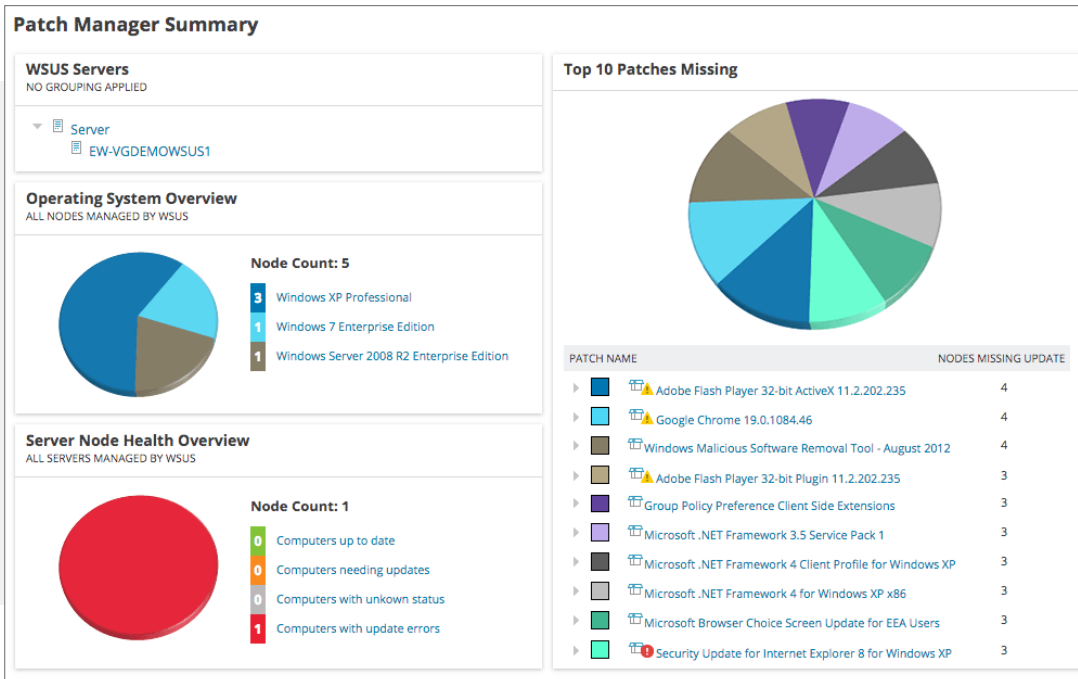 Patch Manager Summary
WSUS Servers
NO GROUPING APPLIED
Server
EW-VGDEMOWSUS1
Operating System Overview
ALL NODES MANAGED BY WSUS
Node Count: 5
3 Windows XP Professional
1 Windows 7 Enterprise Edition
1 Windows Server 2008 R2 Enterprise Edition
Server Node Health Overview
ALL SERVERS MANAGED BY WSUS
Node Count: 1
0 Computers up to date
0 Computers needing updates
0 Computers with unkown status
1 Computers with update errors
Top 10 Patches Missing
PATCH NAME NODES MISSING UPDATE
Adobe Flash Player 32-bit ActiveX 11.2.202.235 4
Google Chrome 19.0.1084.46 4
Windows Malicious Software Removal Tool - August 2012 4
Adobe Flash Player 32-bit Plugin 11.2.202.235 3
Group Policy Preference Client Side Extensions 3
Microsoft .NET Framework 3.5 Service Pack 1 3
Microsoft .NET Framework 4 Client Profile for Windows XP 3
Microsoft .NET Framework 4 for Windows XP x86 3
Microsoft Browser Choice Screen Update for EEA Users 3
Security Update for Internet Explorer 8 for Windows XP 3